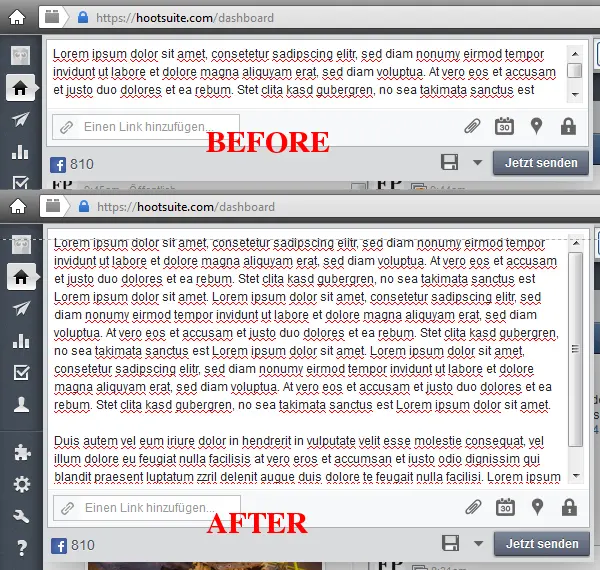 https://hootsuite.com/dashboard
Lorem ipsum dolor sit amet, consetetur sadipscing elitr, sed diam nonumy eirmod tempor
invidunt ut labore et dolore magna aliquyam erat, sed diam voluptua. At vero eos et accusam
et justo duo dolores et ea rebum. Stet clita kasd gubergren, no sea takimata sanctus est
Einen Link hinzufügen...
30
BEFORE
810
Jetzt senden
https://hootsuite.com/dashboard
Lorem ipsum dolor sit amet, consetetur sadipscing elitr, sed diam nonumy eirmod tempor
invidunt ut labore et dolore magna aliquyam erat, sed diam voluptua. At vero eos et accusam
et justo duo dolores et ea rebum. Stet clita kasd gubergren, no sea takimata sanctus est
Lorem ipsum dolor sit amet. Lorem ipsum dolor sit amet, consetetur sadipscing elitr, sed
diam nonumy eirmod tempor invidunt ut labore et dolore magna aliquyam erat, sed diam
voluptua. At vero eos et accusam et justo duo dolores et ea rebum. Stet clita kasd gubergren,
no sea takimata sanctus est Lorem ipsum dolor sit amet. Lorem ipsum dolor sit amet,
consetetur sadipscing elitr, sed diam nonumy eirmod tempor invidunt ut labore et dolore
magna aliquyam erat, sed diam voluptua. At vero eos et accusam et justo duo dolores et ea
rebum. Stet clita kasd gubergren, no sea takimata sanctus est Lorem ipsum dolor sit amet.
Duis autem vel eum iriure dolor in hendrerit in vulputate velit esse molestie consequat, vel
illum dolore eu feugiat nulla facilisis at vero eros et accumsan et iusto odio dignissim qui
blandit praesent luptatum zzril delenit augue duis dolore te feugait nulla facilisi. Lorem ipsum
Einen Link hinzufügen...
30
AFTER
810
Jetzt senden